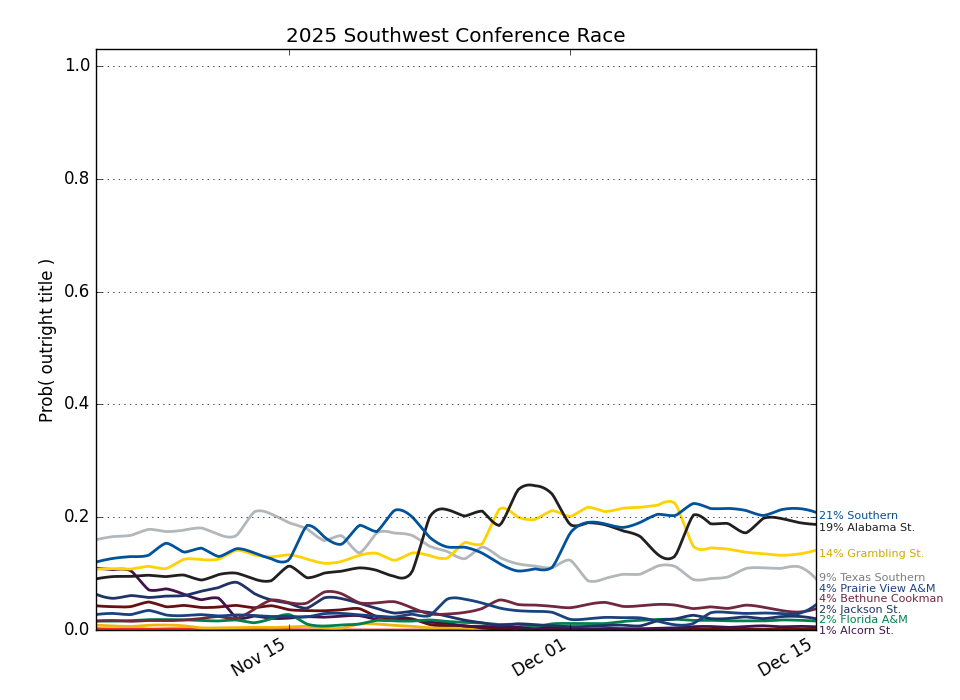 2025 Southwest Conference Race
Prob( outright title )
1.0
0.8
0.6
0.4
0.2
0.0
Nov 15
Dec 01
Dec 15
21% Southern
19% Alabama St.
14% Grambling St.
9% Texas Southern
4% Prairie View A&M
4% Bethune Cookman
2% Jackson St.
2% Florida A&M
1% Alcorn St.